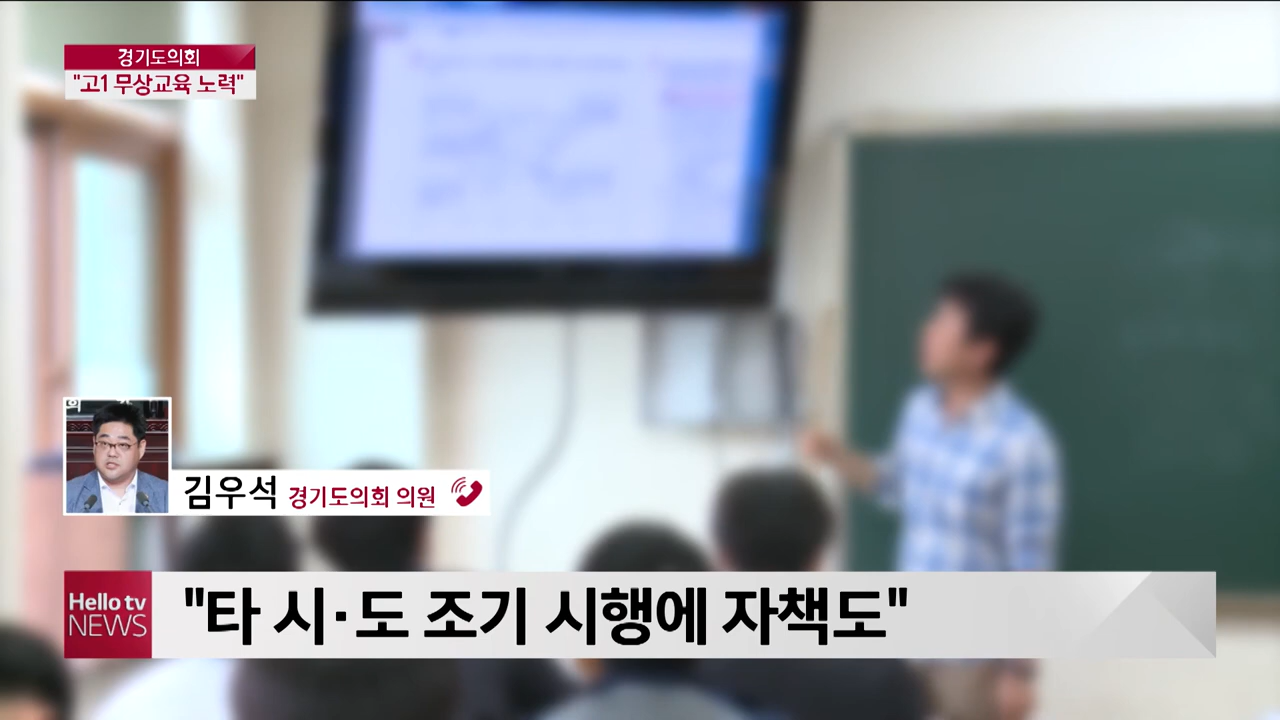 경기도의회
"고1 무상교육 노력"
김우석 경기도의회 의원
Hello tv
NEWS
"타 시·도 조기 시행에 자책도"